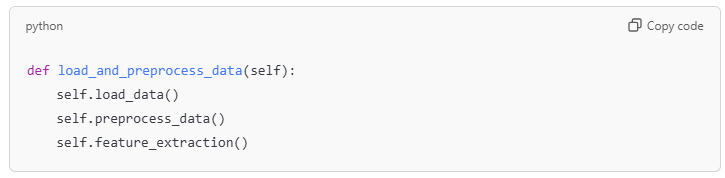 python
Copy code
def load_and_preprocess_data(self):
    self.load_data()
    self.preprocess_data()
    self.feature_extraction()